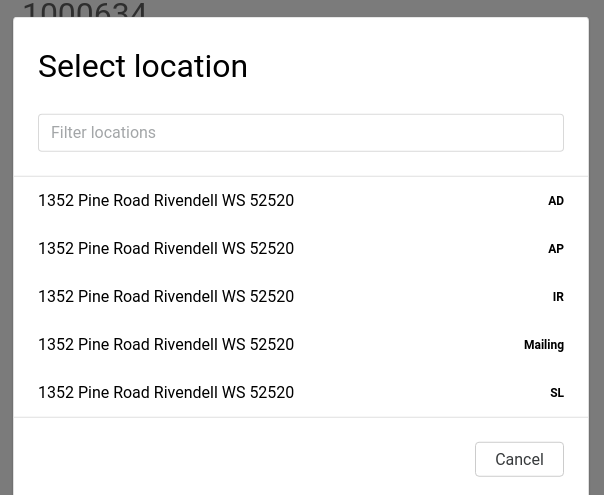 1000634
Select location
Filter locations
1352 Pine Road Rivendell WS 52520 AD
1352 Pine Road Rivendell WS 52520 AP
1352 Pine Road Rivendell WS 52520 IR
1352 Pine Road Rivendell WS 52520 Mailing
1352 Pine Road Rivendell WS 52520 SL
Cancel